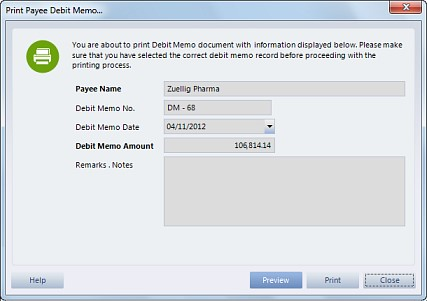 Print Payee Debit Memo...
You are about to print Debit Memo document with information displayed below. Please make
sure that you have selected the correct debit memo record before proceeding with the
printing process.
Payee Name Zuellig Pharma
Debit Memo No. DM - 68
Debit Memo Date 04/11/2012
Debit Memo Amount 106,814.14
Remarks . Notes
Help Preview Print Close